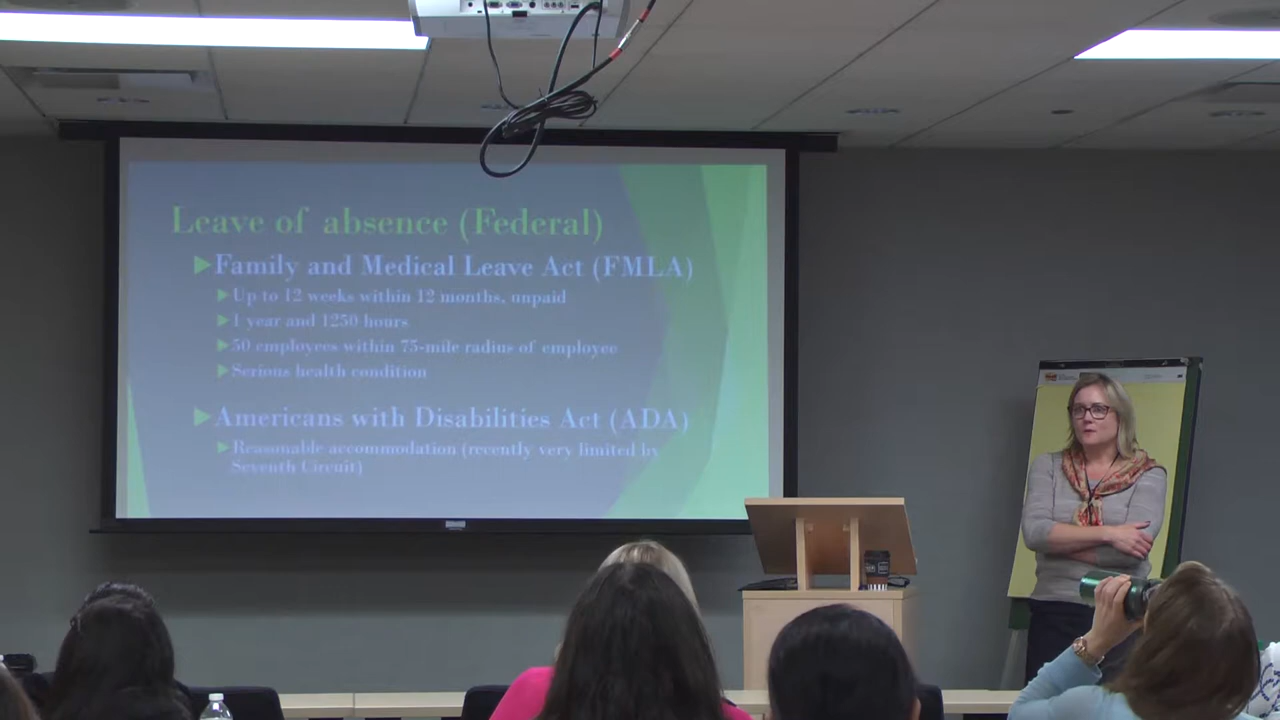 Leave of absence (Federal)
Family and Medical Leave Act (FMLA)
Up to 12 weeks within 12 months, unpaid
1 year and 1250 hours
50 employees within 75-mile radius of employee
Serious health condition
Americans with Disabilities Act (ADA)
Reasonable accommodation (recently very limited by
Seventh Circuit)